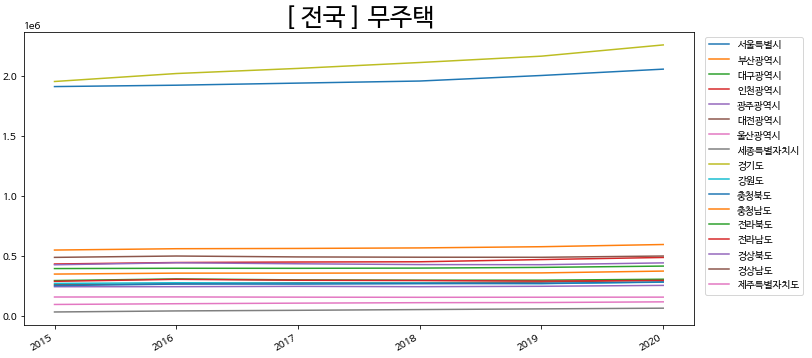 [ 전국 ] 무주택
1e6
2.0
1.5
1.0
0.5
0.0
2015
2016
2017
2018
2019
2020
서울특별시
부산광역시
대구광역시
인천광역시
광주광역시
대전광역시
울산광역시
세종특별자치시
경기도
강원도
충청북도
충청남도
전라북도
전라남도
경상북도
경상남도
제주특별자치도